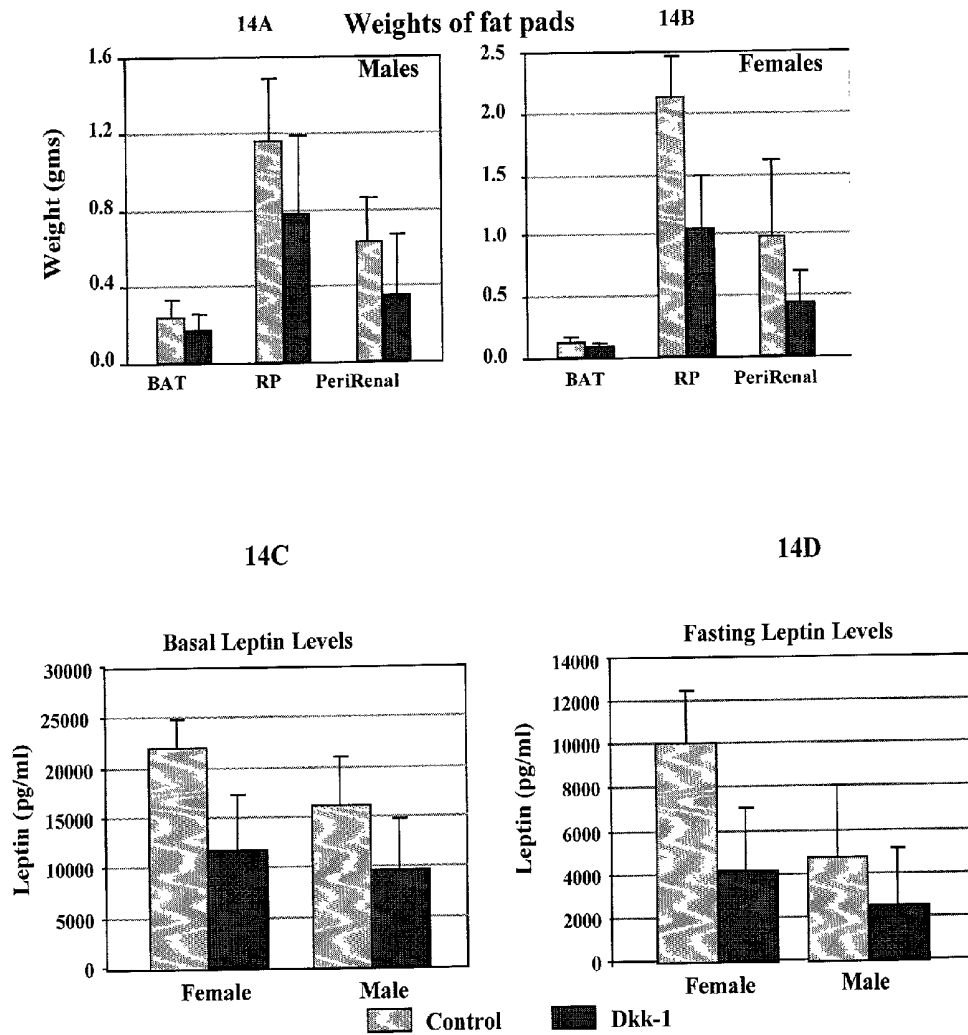 14A Weights of fat pads 14B
Males
Females
Weight (gms)
1.6
1.2
0.8
0.4
0.0
BAT RP PeriRenal
2.5
2.0
1.5
1.0
0.5
0.0
BAT RP PeriRenal
14C
14D
Basal Leptin Levels
Leptin (pg/ml)
30000
25000
20000
15000
10000
5000
0
Female Male
Fasting Leptin Levels
Leptin (pg/ml)
14000
12000
10000
8000
6000
4000
2000
0
Female Male
Control Dkk-1